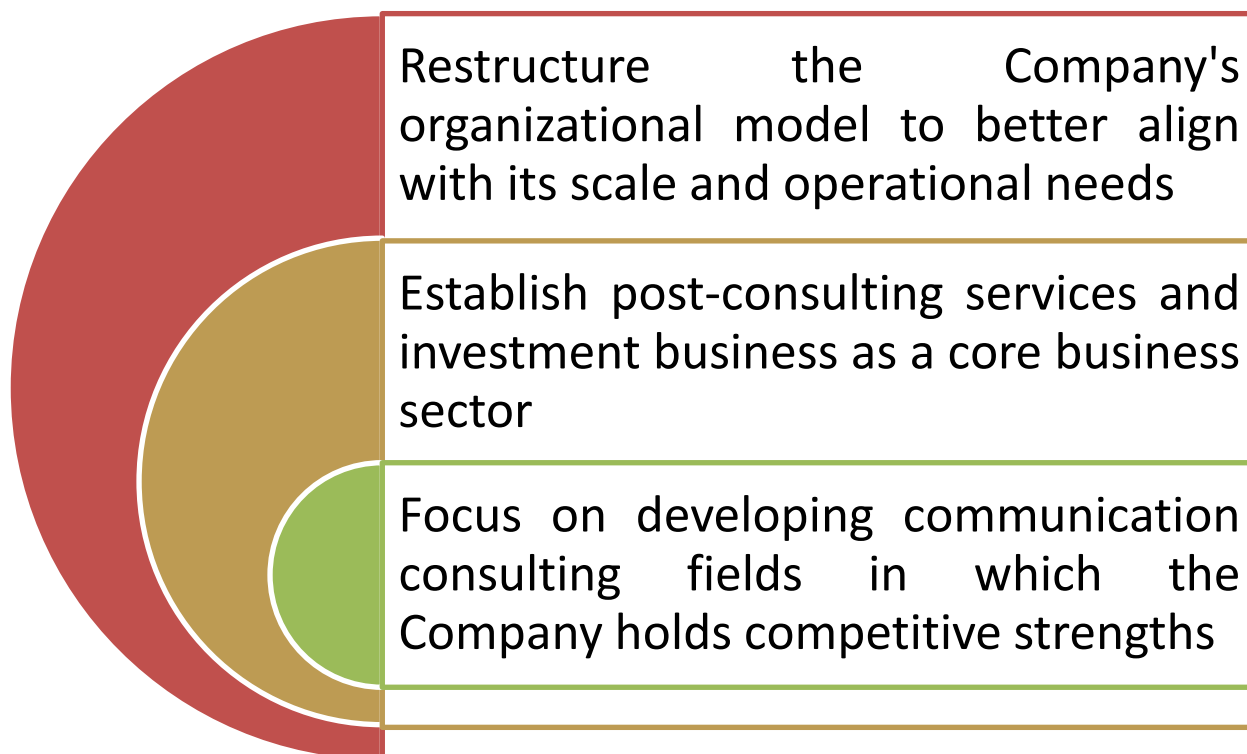 Restructure the Company's
organizational model to better align
with its scale and operational needs
Establish post-consulting services and
investment business as a core business
sector
Focus on developing communication
consulting fields in which the
Company holds competitive strengths